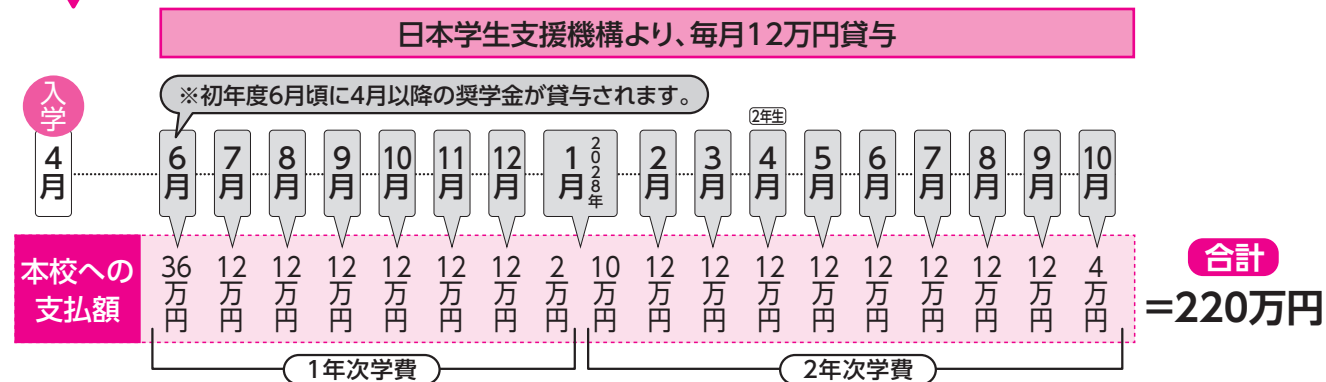 日本学生支援機構より、毎月12万円貸与
※初年度6月頃に4月以降の奨学金が貸与されます。
入学
2年生
4月 6月 7月 8月 9月 10月 11月 12月 1月 2028年 2月 3月 4月 5月 6月 7月 8月 9月 10月
本校への
支払額
36万円 12万円 12万円 12万円 12万円 12万円 12万円 2万円 10万円 12万円 12万円 12万円 12万円 12万円 12万円 12万円 12万円 4万円
合計
=220万円
1年次学費 2年次学費